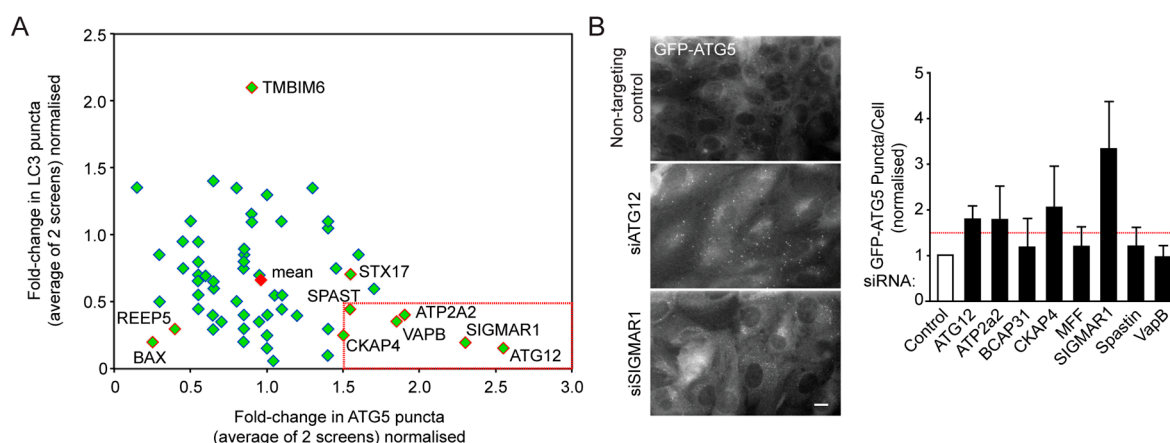 A
Fold-change in LC3 puncta
(average of 2 screens) normalised
2.5
2.0
1.5
1.0
0.5
0
TMBIM6
mean
STX17
SPAST
ATP2A2
VAPB
SIGMAR1
CKAP4
ATG12
REEP5
BAX
0
0.5
1.0
1.5
2.0
2.5
3.0
Fold-change in ATG5 puncta
(average of 2 screens) normalised
B
Non-targeting
control
GFP-ATG5
siATG12
siSIGMAR1
GFP-ATG5 Puncta/Cell
(normalised)
5
4
3
2
1
0
siRNA:
Control
ATG12
ATP2a2
BCAP31
CKAP4
MFF
SIGMAR1
Spastin
VapB